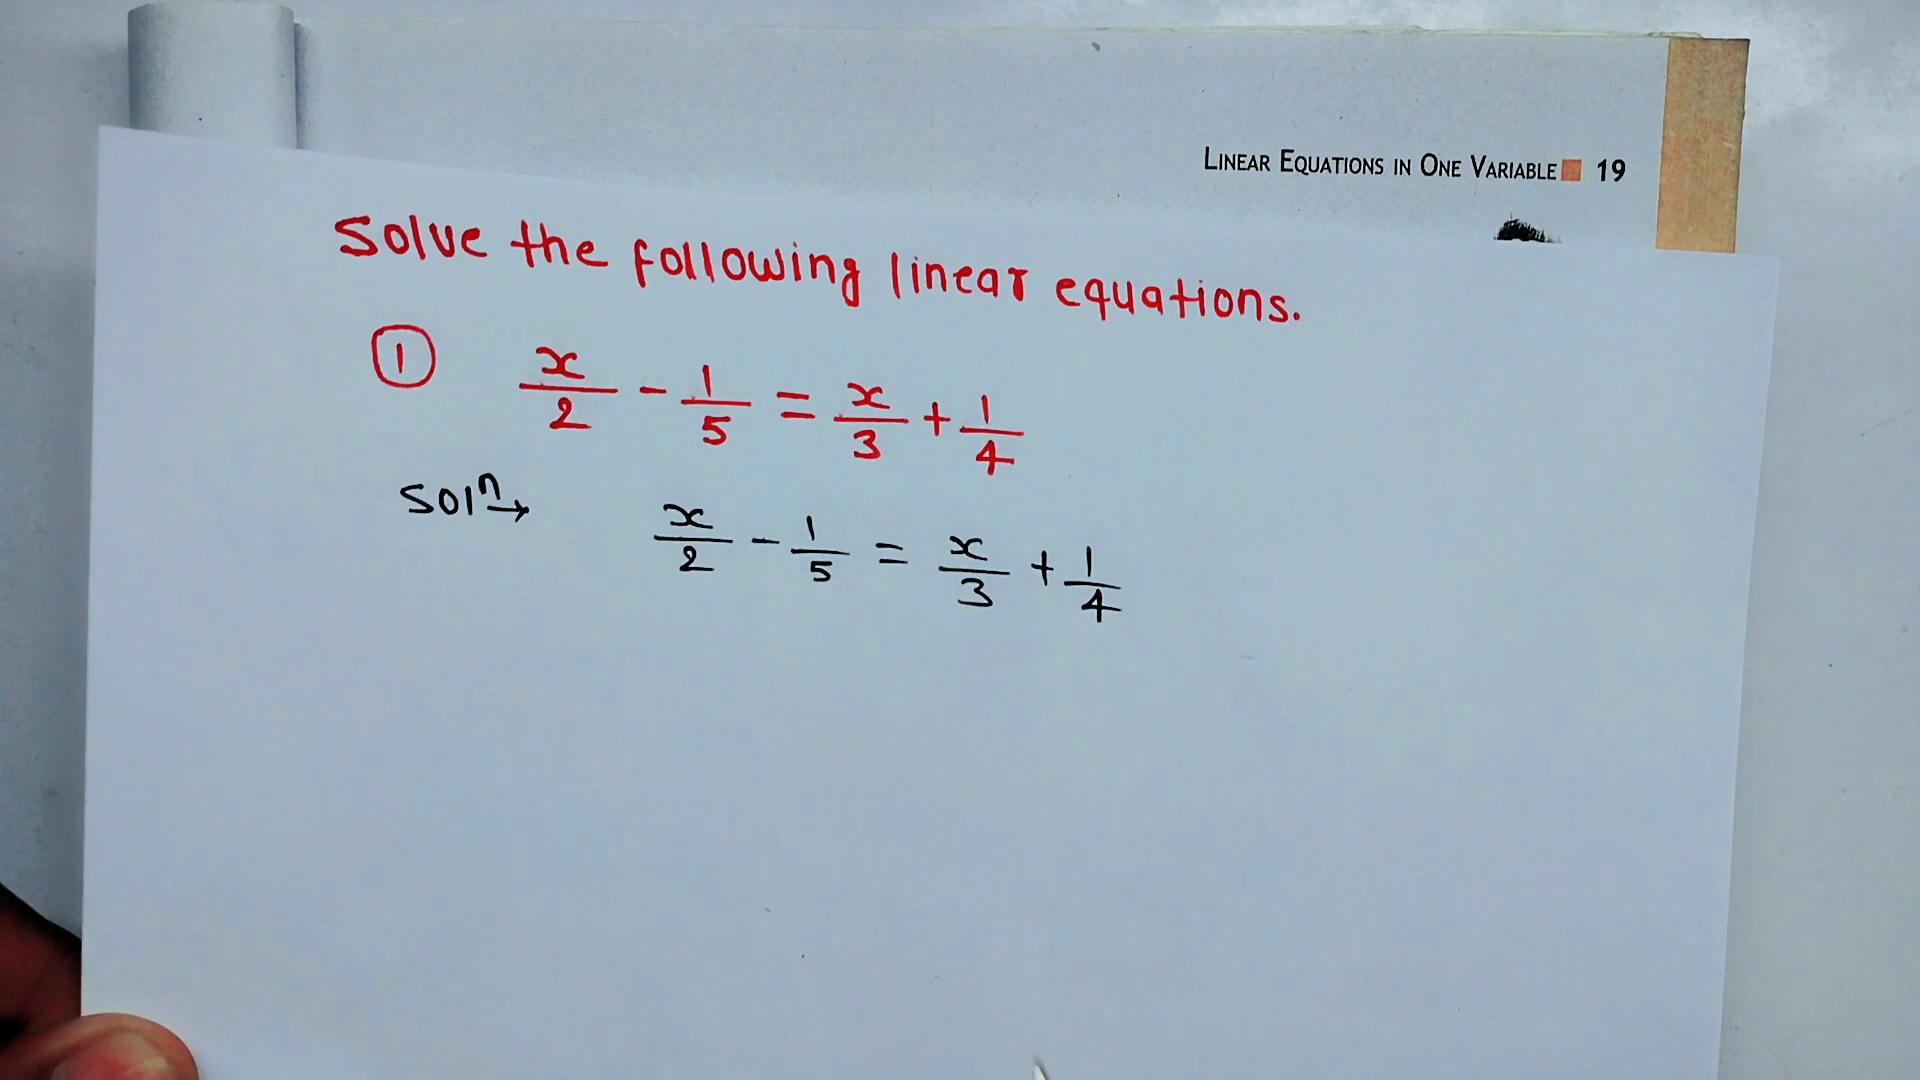 LINEAR EQUATIONS IN ONE VARIABLE 19
Solve the following linear equations.
① x/2 - 1/5 = x/3 + 1/4
Solⁿ→ x/2 - 1/5 = x/3 + 1/4